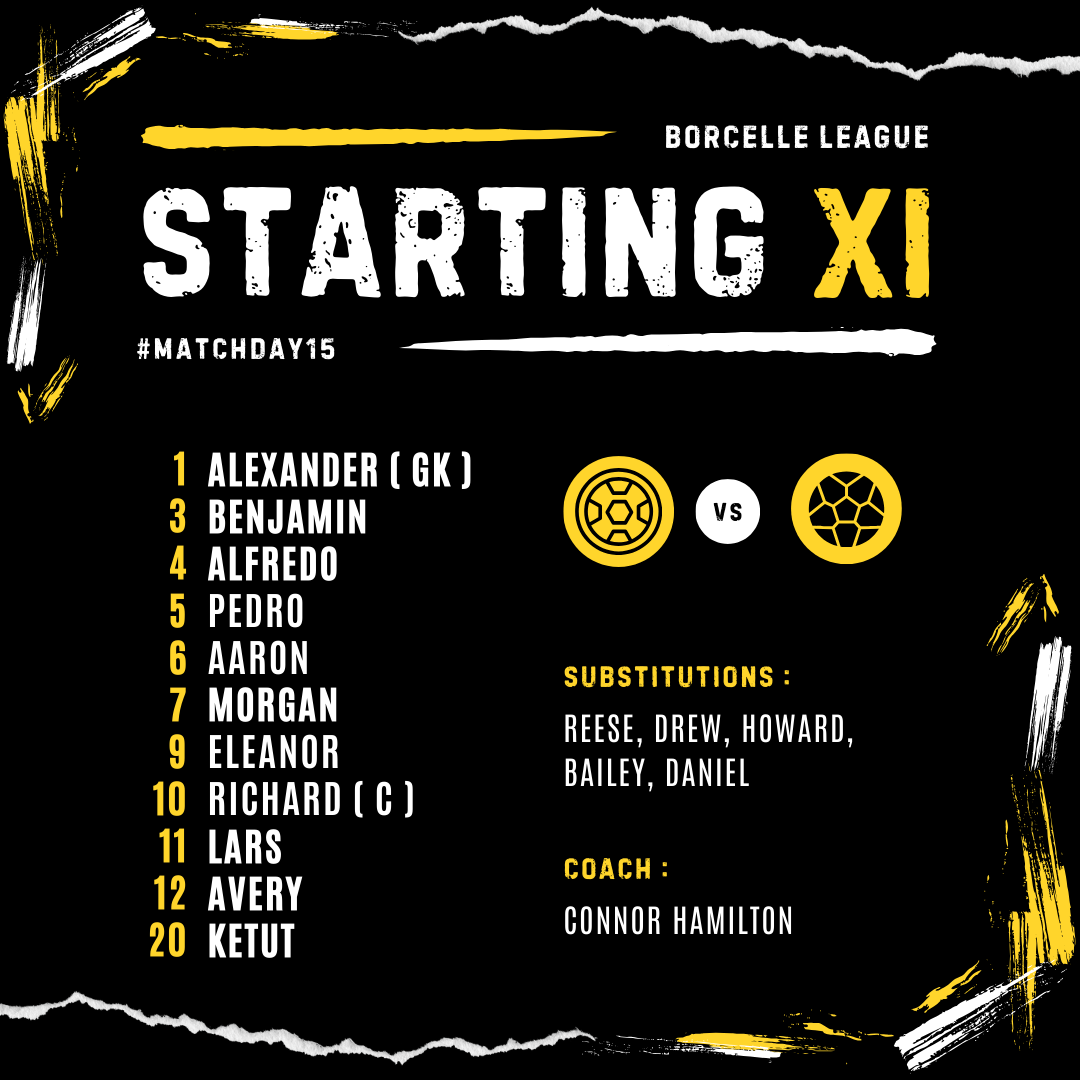 BORCELLE LEAGUE
STARTING XI
#MATCHDAY15
1 ALEXANDER ( GK )
3 BENJAMIN
4 ALFREDO
5 PEDRO
6 AARON
7 MORGAN
9 ELEANOR
10 RICHARD ( C )
11 LARS
12 AVERY
20 KETUT
VS
SUBSTITUTIONS :
REESE, DREW, HOWARD,
BAILEY, DANIEL
COACH :
CONNOR HAMILTON